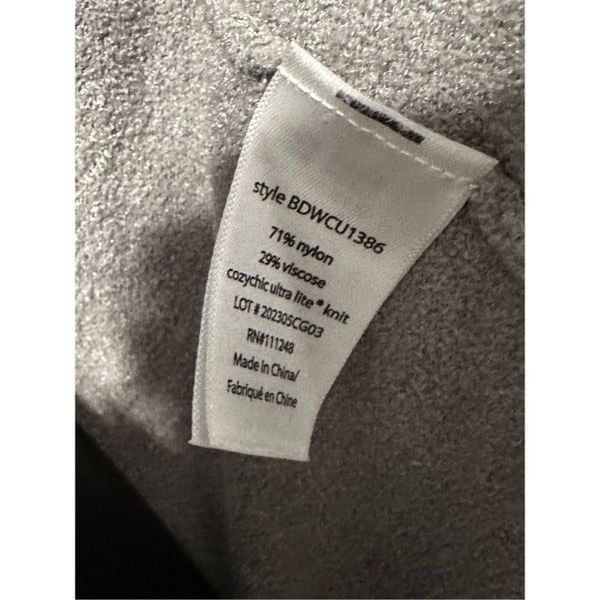 style BDWCU1386
71% nylon
29% viscose
cozychic ultra lite® knit
LOT # 202305CG03
RN#111248
Made in China/
Fabriqué en Chine